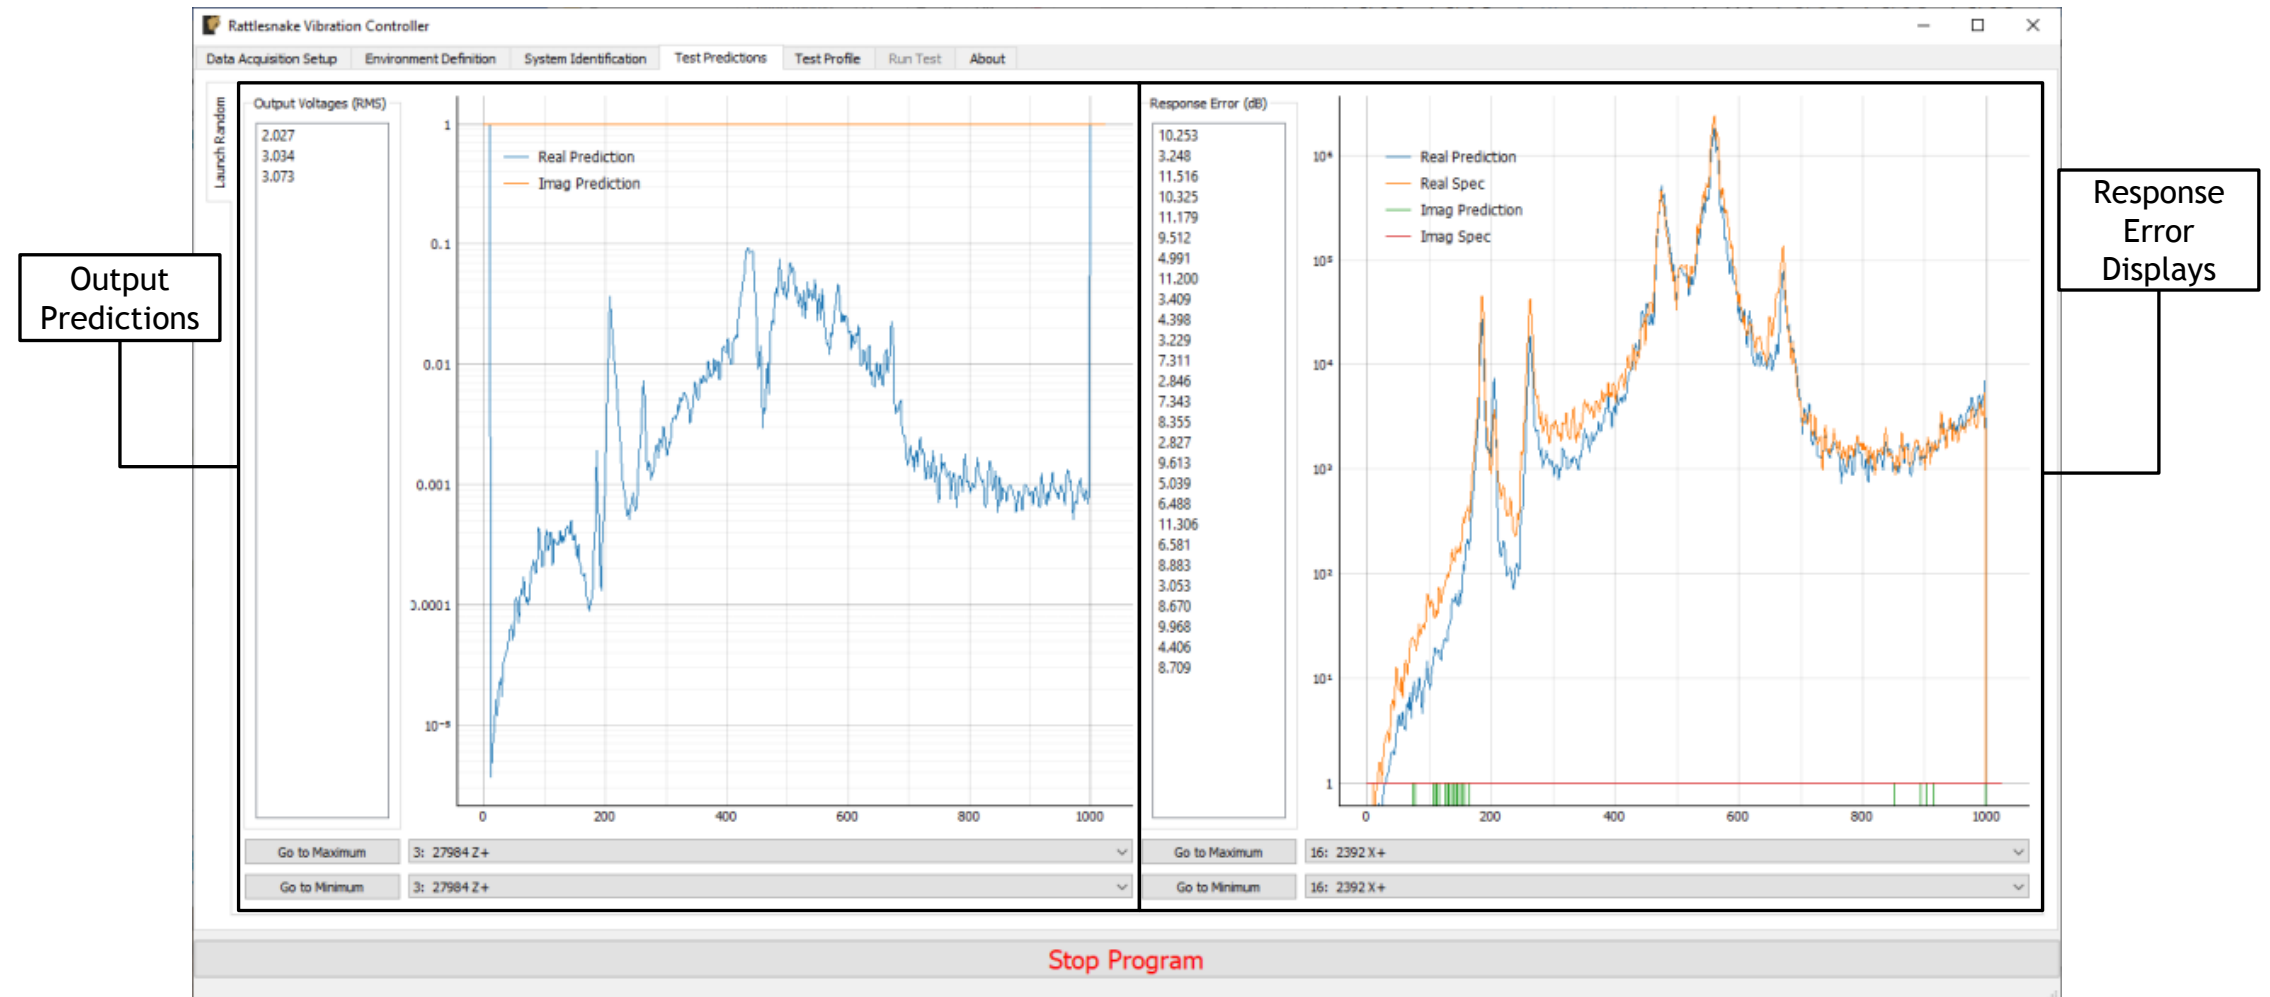 Rattlesnake Vibration Controller
Data Acquisition Setup
Environment Definition
System Identification
Test Predictions
Test Profile
Run Test
About
Launch Random
Output Voltages (RMS)
2.027
3.034
3.073
1
0.1
0.01
0.001
0.0001
10⁻⁵
Real Prediction
Imag Prediction
0
200
400
600
800
1000
Go to Maximum
3: 27984 Z+
Go to Minimum
3: 27984 Z+
Response Error (dB)
10.253
3.248
11.516
10.325
11.179
9.512
4.991
11.200
3.409
4.398
3.229
7.311
2.846
7.343
8.355
2.827
9.613
5.039
6.488
11.306
6.581
8.883
3.053
8.670
9.968
4.406
8.709
10⁶
10⁵
10⁴
10³
10²
10¹
1
Real Prediction
Real Spec
Imag Prediction
Imag Spec
0
200
400
600
800
1000
Go to Maximum
16: 2392 X+
Go to Minimum
16: 2392 X+
Stop Program
Output
Predictions
Response
Error
Displays